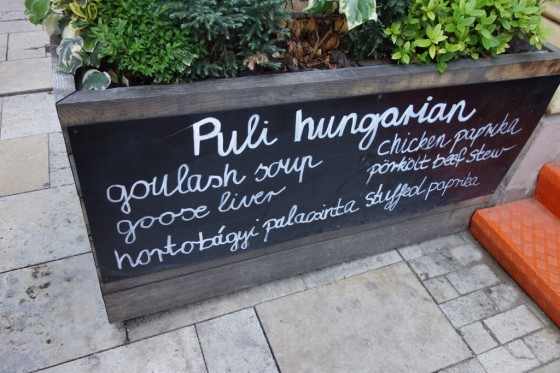 Puli hungarian
goulash soup
goose liver
hortobágyi palacsinta
chicken paprika
pörkölt beef stew
stuffed paprika